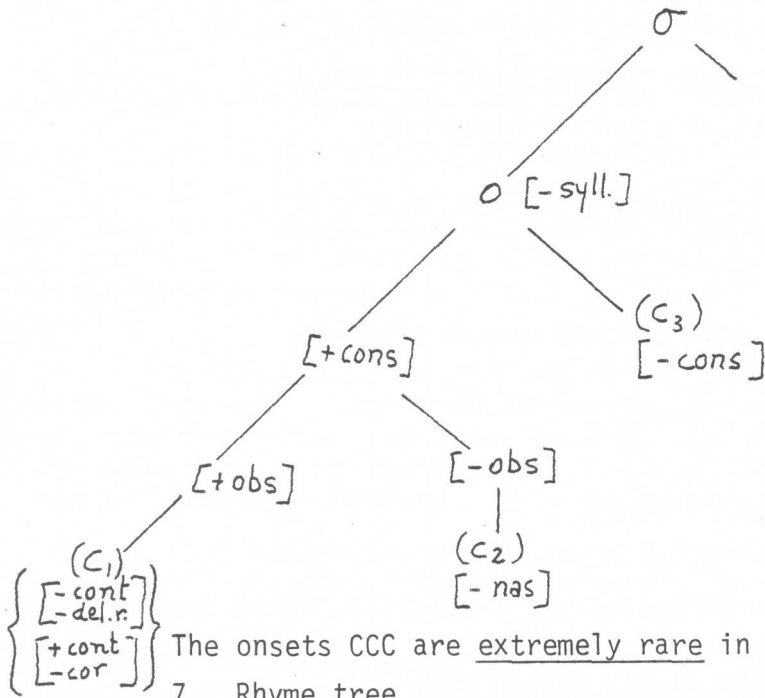 σ
O [-syll.]
(C₃)
[+cons] [-cons]
[+obs] [-obs]
(C₁) (C₂)
[-cont [-nas]
-del.r.]
[+cont The onsets CCC are extremely rare in
-cor]
7 Rhyme tree